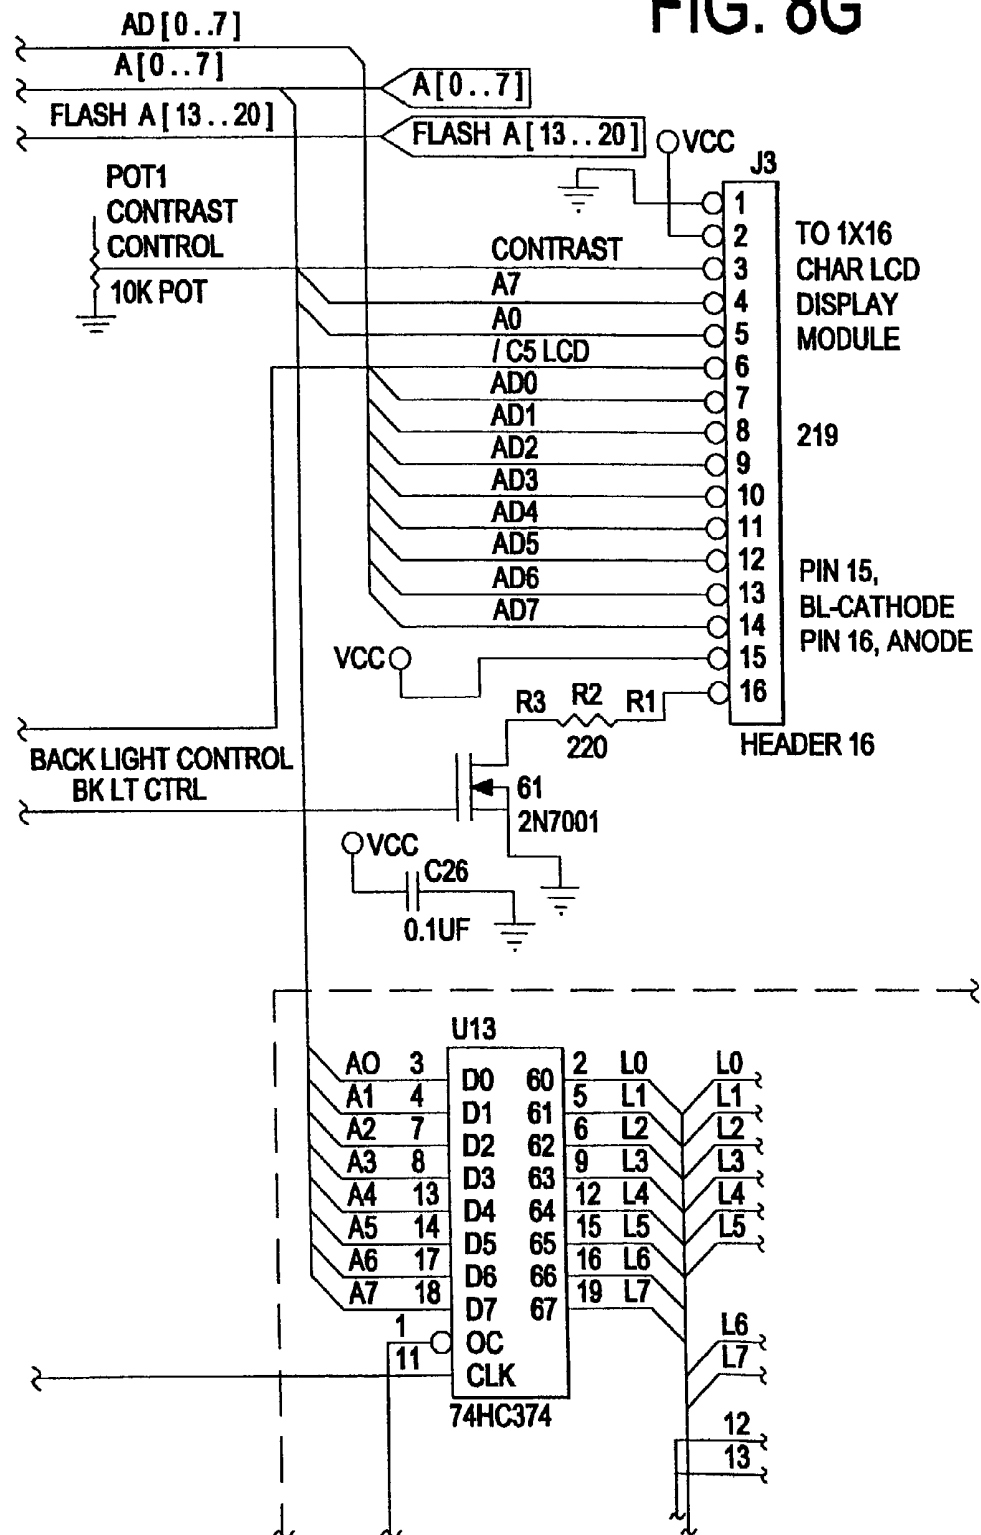 FIG. 8G
AD [0..7]
A[0..7]
A[0..7]
FLASH A[13..20]
FLASH A[13..20]
VCC
J3
POT1
CONTRAST
CONTROL
10K POT
CONTRAST
A7
A0
/ C5 LCD
AD0
AD1
AD2
AD3
AD4
AD5
AD6
AD7
1
2
3
4
5
6
7
8
9
10
11
12
13
14
15
16
TO 1X16
CHAR LCD
DISPLAY
MODULE
219
PIN 15,
BL-CATHODE
PIN 16, ANODE
VCC
R3 R2 R1
220
HEADER 16
BACK LIGHT CONTROL
BK LT CTRL
61
2N7001
VCC
C26
0.1UF
U13
AO 3 D0 60 2 L0 L0
A1 4 D1 61 5 L1 L1
A2 7 D2 62 6 L2 L2
A3 8 D3 63 9 L3 L3
A4 13 D4 64 12 L4 L4
A5 14 D5 65 15 L5 L5
A6 17 D6 66 16 L6
A7 18 D7 67 19 L7
1 OC L6
11 CLK L7
74HC374
12
13